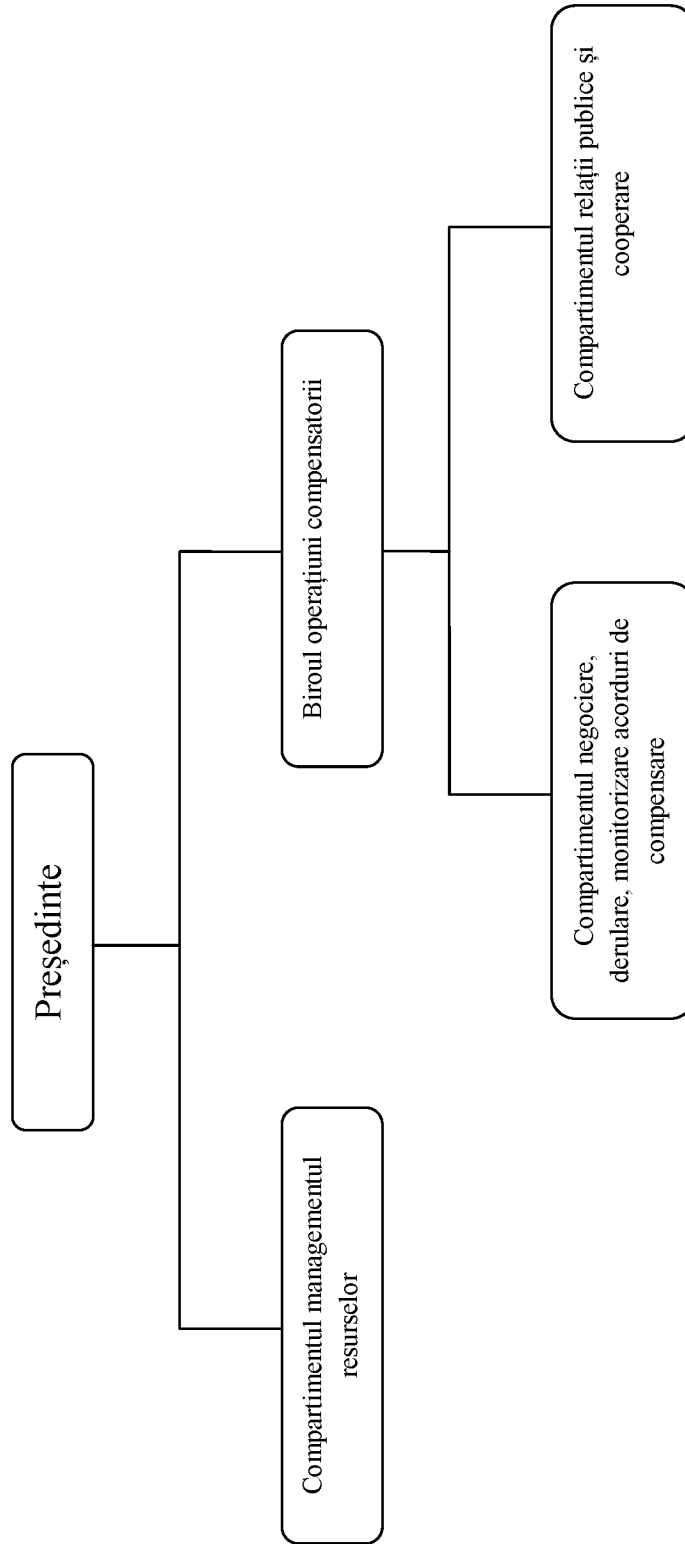 Președinte
Compartimentul managementul
resurselor
Biroul operațiuni compensatorii
Compartimentul negociere,
derulare, monitorizare acorduri de
compensare
Compartimentul relații publice și
cooperare